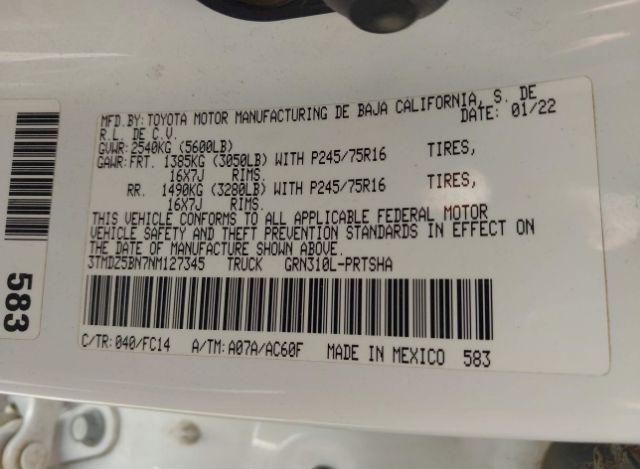 MFD.BY:TOYOTA MOTOR MANUFACTURING DE BAJA CALIFORNIA, S. DE
R.L. DE C.V. DATE: 01/22
GVWR:2540KG (5600LB)
GAWR:FRT. 1385KG (3050LB) WITH P245/75R16 TIRES,
16X7J RIMS.
RR. 1490KG (3280LB) WITH P245/75R16 TIRES,
16X7J RIMS.
THIS VEHICLE CONFORMS TO ALL APPLICABLE FEDERAL MOTOR
VEHICLE SAFETY AND THEFT PREVENTION STANDARDS IN EFFECT ON
THE DATE OF MANUFACTURE SHOWN ABOVE.
3TMDZ5BN7NM127345 TRUCK GRN310L-PRTSHA
C/TR:040/FC14 A/TM:A07A/AC60F MADE IN MEXICO 583
583